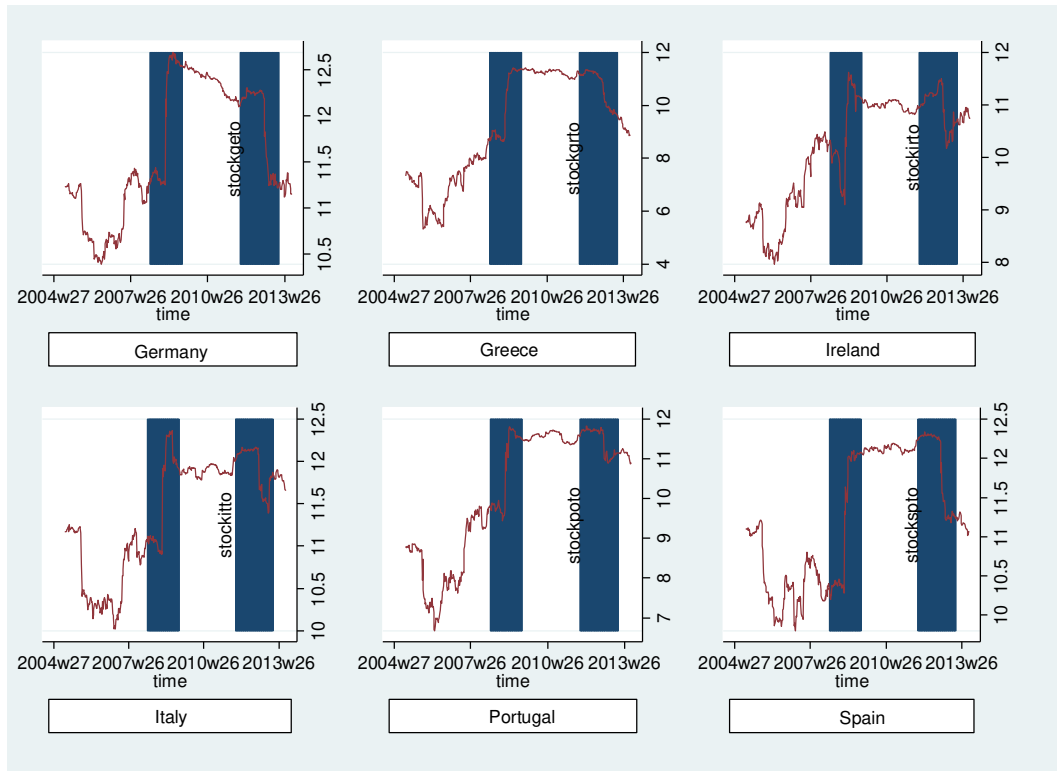 stockgeto
10.5 11 11.5 12 12.5
2004w27 2007w26 2010w26 2013w26
time
Germany
stockgrto
4 6 8 10 12
2004w27 2007w26 2010w26 2013w26
time
Greece
stockirto
8 9 10 11 12
2004w27 2007w26 2010w26 2013w26
time
Ireland
stockitto
10 10.5 11 11.5 12 12.5
2004w27 2007w26 2010w26 2013w26
time
Italy
stockpoto
7 8 9 10 11 12
2004w27 2007w26 2010w26 2013w26
time
Portugal
stockspto
10 10.5 11 11.5 12 12.5
2004w27 2007w26 2010w26 2013w26
time
Spain